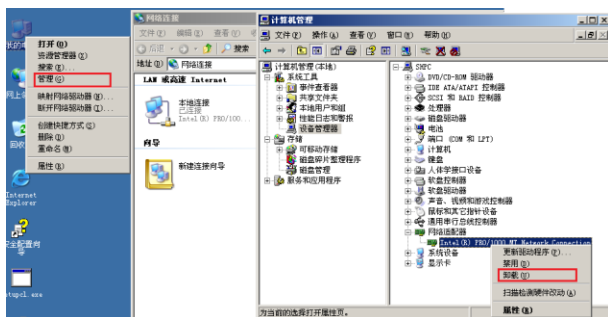 打开(O)
资源管理器(X)
搜索(E)...
管理(G)
映射网络驱动器(N)...
断开网络驱动器(I)...
创建快捷方式(S)
删除(D)
重命名(M)
属性(R)
Internet
Explorer
安全配置向
导
网络连接
文件(F) 编辑(E) 查看(V)
后退 搜索
地址(D) 网络连接
LAN 或高速 Internet
本地连接
已连接
Intel(R) PRO/100...
向导
新建连接向导
计算机管理
文件(F) 操作(A) 查看(V) 窗口(W) 帮助(H)
计算机管理(本地)
系统工具
事件查看器
共享文件夹
本地用户和组
性能日志和警报
设备管理器
存储
可移动存储
磁盘碎片整理程序
磁盘管理
服务和应用程序
为当前的选择打开属性页。
DVD/CD-ROM 驱动器
IDE ATA/ATAPI 控制器
SCSI 和 RAID 控制器
处理器
磁盘驱动器
电池
端口 (COM 和 LPT)
计算机
键盘
人体学接口设备
软盘控制器
软盘驱动器
声音、视频和游戏控制器
鼠标和其它指针设备
通用串行总线控制器
网络适配器
Intel(R) PRO/1000 MT Network Connection
系统设备
显示卡
更新驱动程序(P)...
禁用(D)
卸载(U)
扫描检测硬件改动(A)
属性(R)